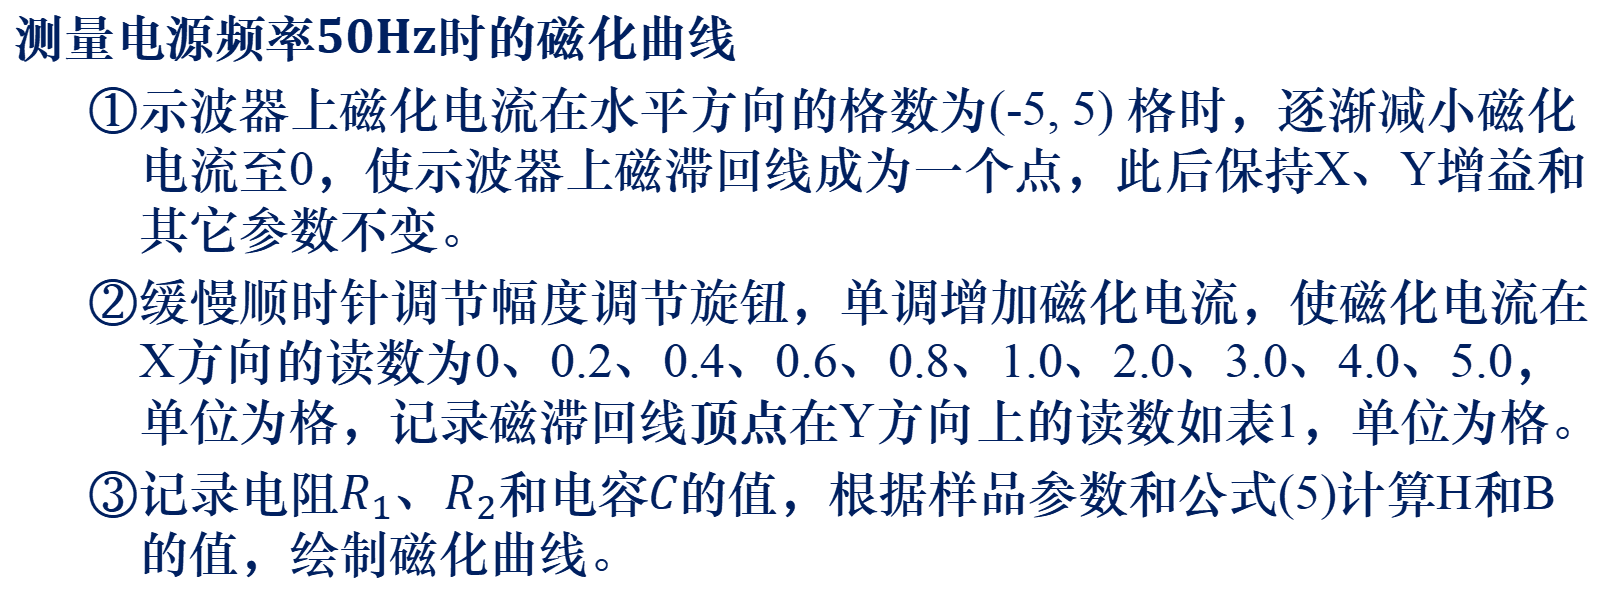 测量电源频率50Hz时的磁化曲线
①示波器上磁化电流在水平方向的格数为(-5, 5) 格时，逐渐减小磁化
电流至0，使示波器上磁滞回线成为一个点，此后保持X、Y增益和
其它参数不变。
②缓慢顺时针调节幅度调节旋钮，单调增加磁化电流，使磁化电流在
X方向的读数为0、0.2、0.4、0.6、0.8、1.0、2.0、3.0、4.0、5.0，
单位为格，记录磁滞回线顶点在Y方向上的读数如表1，单位为格。
③记录电阻R₁、R₂和电容C的值，根据样品参数和公式(5)计算H和B
的值，绘制磁化曲线。